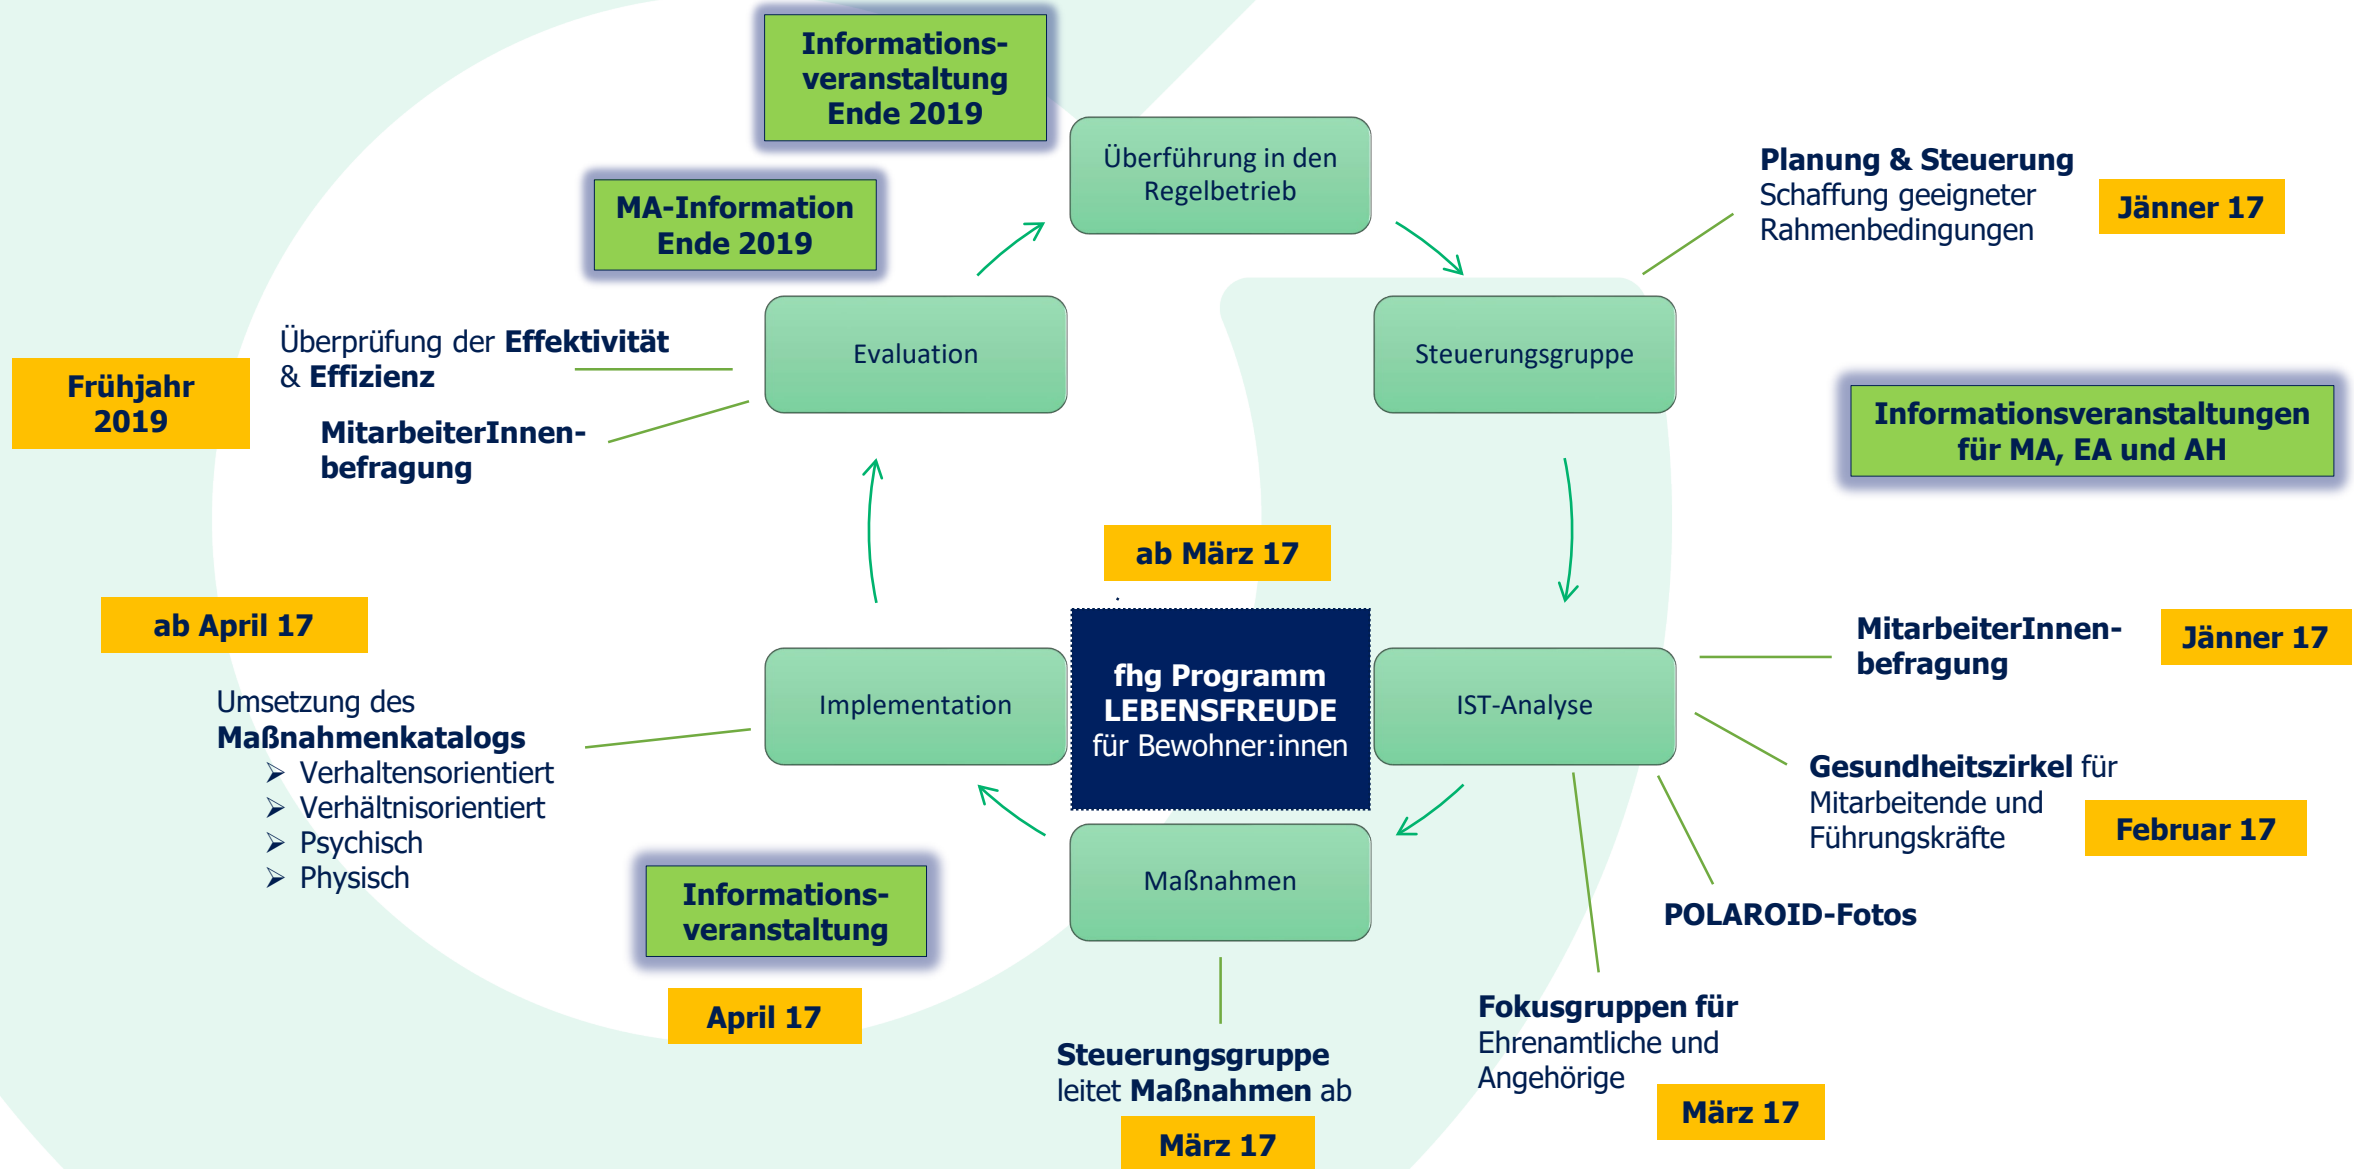 Informations-
veranstaltung
Ende 2019
Überführung in den
Regelbetrieb
Planung & Steuerung
Schaffung geeigneter
Rahmenbedingungen
Jänner 17
MA-Information
Ende 2019
Evaluation
Steuerungsgruppe
Überprüfung der Effektivität
& Effizienz
Frühjahr
2019
MitarbeiterInnen-
befragung
Informationsveranstaltungen
für MA, EA und AH
ab März 17
ab April 17
fhg Programm
LEBENSFREUDE
für Bewohner:innen
MitarbeiterInnen-
befragung
Jänner 17
Implementation
IST-Analyse
Umsetzung des
Maßnahmenkatalogs
➢ Verhaltensorientiert
➢ Verhältnisorientiert
➢ Psychisch
➢ Physisch
Gesundheitszirkel für
Mitarbeitende und
Führungskräfte
Februar 17
Maßnahmen
Informations-
veranstaltung
April 17
POLAROID-Fotos
Fokusgruppen für
Ehrenamtliche und
Angehörige
März 17
Steuerungsgruppe
leitet Maßnahmen ab
März 17